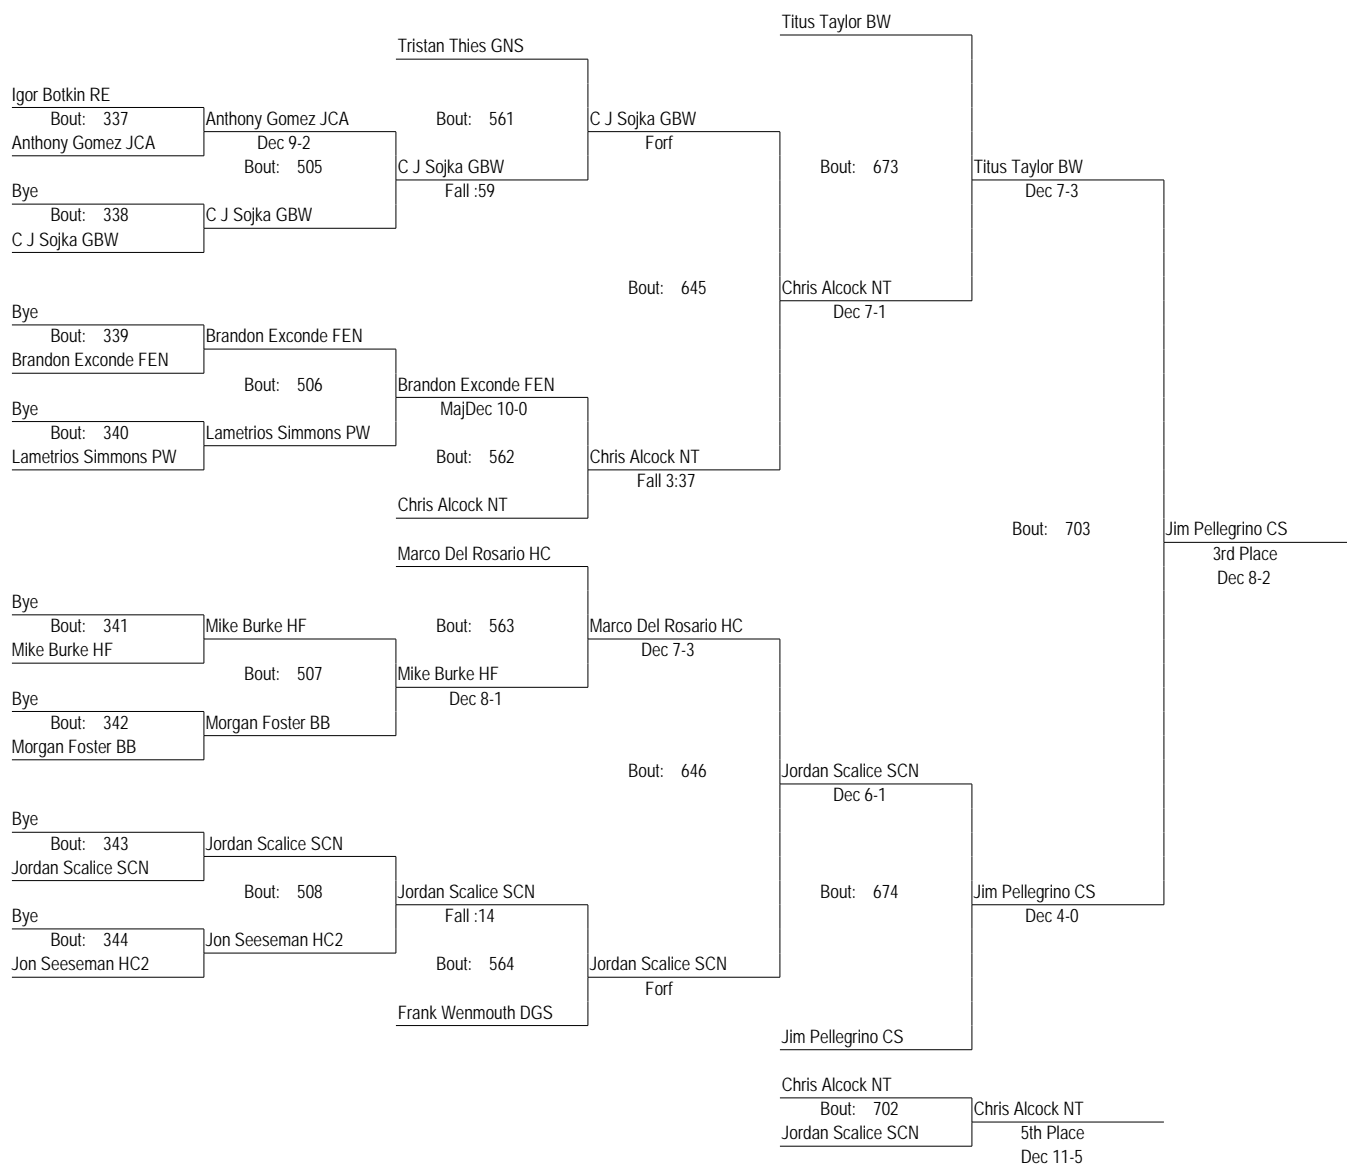 Titus Taylor BW
Tristan Thies GNS
Igor Botkin RE
Bout: 337
Anthony Gomez JCA
Bout: 561
C J Sojka GBW
Anthony Gomez JCA
Dec 9-2
Forf
Bout: 505
C J Sojka GBW
Bout: 673
Titus Taylor BW
Bye
Fall :59
Dec 7-3
Bout: 338
C J Sojka GBW
C J Sojka GBW
Bout: 645
Chris Alcock NT
Bye
Dec 7-1
Bout: 339
Brandon Exconde FEN
Brandon Exconde FEN
Bout: 506
Brandon Exconde FEN
Bye
MajDec 10-0
Bout: 340
Lametrios Simmons PW
Lametrios Simmons PW
Bout: 562
Chris Alcock NT
Fall 3:37
Chris Alcock NT
Bout: 703
Jim Pellegrino CS
Marco Del Rosario HC
3rd Place
Dec 8-2
Bye
Bout: 341
Mike Burke HF
Bout: 563
Marco Del Rosario HC
Mike Burke HF
Dec 7-3
Bout: 507
Mike Burke HF
Bye
Dec 8-1
Bout: 342
Morgan Foster BB
Morgan Foster BB
Bout: 646
Jordan Scalice SCN
Dec 6-1
Bye
Bout: 343
Jordan Scalice SCN
Jordan Scalice SCN
Bout: 508
Jordan Scalice SCN
Bout: 674
Jim Pellegrino CS
Bye
Fall :14
Dec 4-0
Bout: 344
Jon Seeseman HC2
Jon Seeseman HC2
Bout: 564
Jordan Scalice SCN
Forf
Frank Wenmouth DGS
Jim Pellegrino CS
Chris Alcock NT
Bout: 702
Chris Alcock NT
Jordan Scalice SCN
5th Place
Dec 11-5